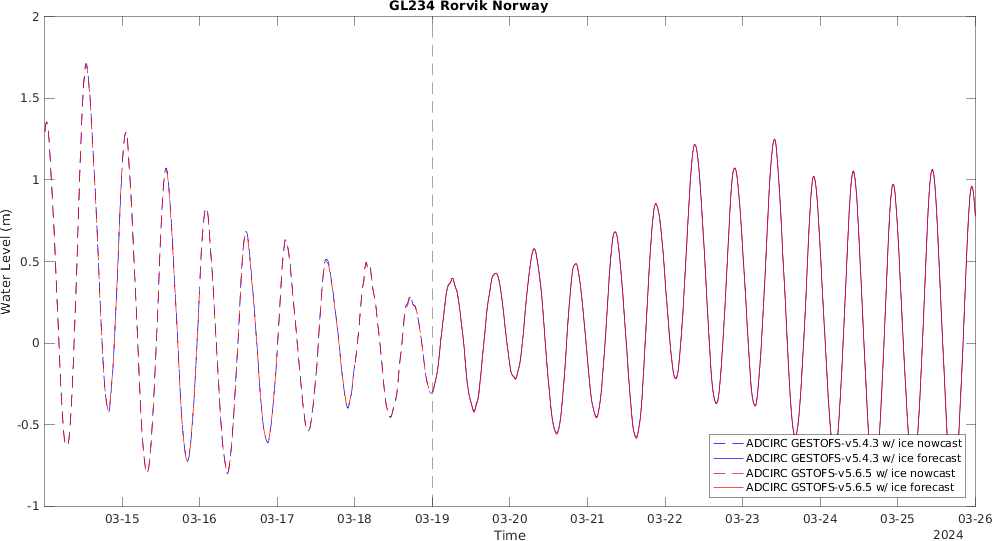 GL234 Rorvik Norway
2
1.5
1
0.5
0
-0.5
-1
Water Level (m)
ADCIRC GESTOFS-v5.4.3 w/ ice nowcast
ADCIRC GESTOFS-v5.4.3 w/ ice forecast
ADCIRC GSTOFS-v5.6.5 w/ ice nowcast
ADCIRC GSTOFS-v5.6.5 w/ ice forecast
03-15 03-16 03-17 03-18 03-19 03-20 03-21 03-22 03-23 03-24 03-25 03-26
Time
2024